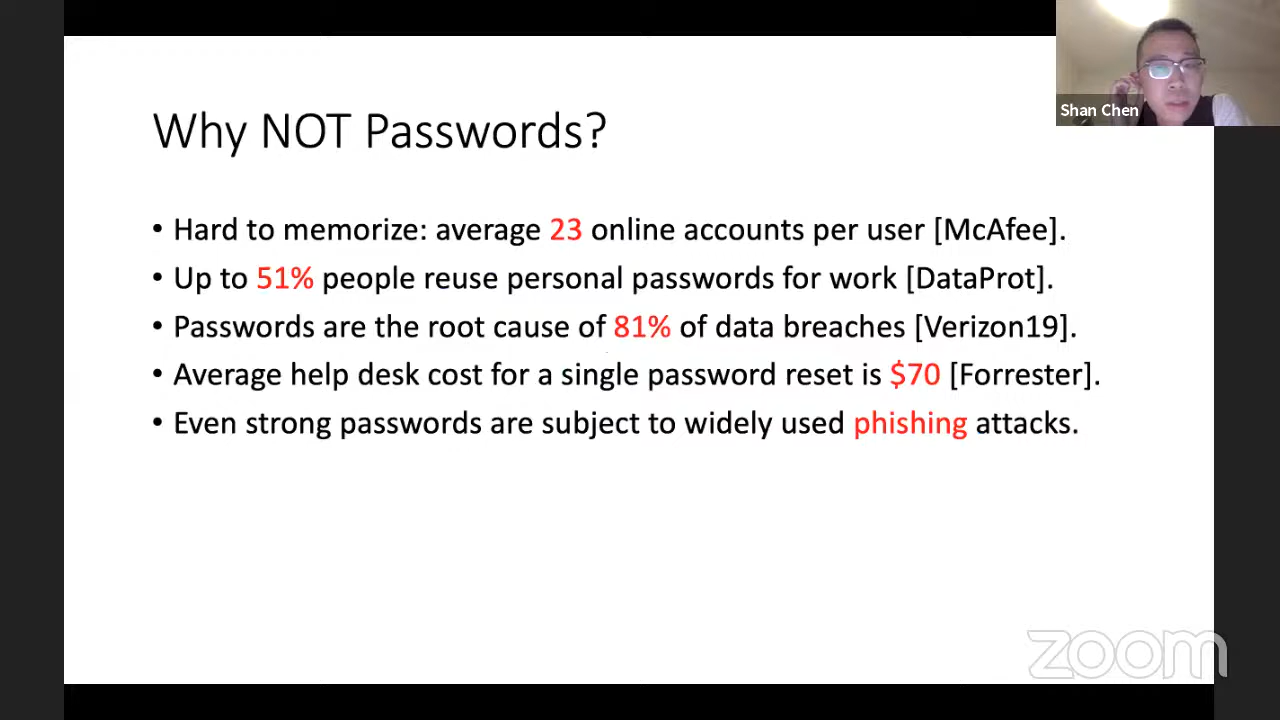 Shan Chen
Why NOT Passwords?
• Hard to memorize: average 23 online accounts per user [McAfee].
• Up to 51% people reuse personal passwords for work [DataProt].
• Passwords are the root cause of 81% of data breaches [Verizon19].
• Average help desk cost for a single password reset is $70 [Forrester].
• Even strong passwords are subject to widely used phishing attacks.
zoom